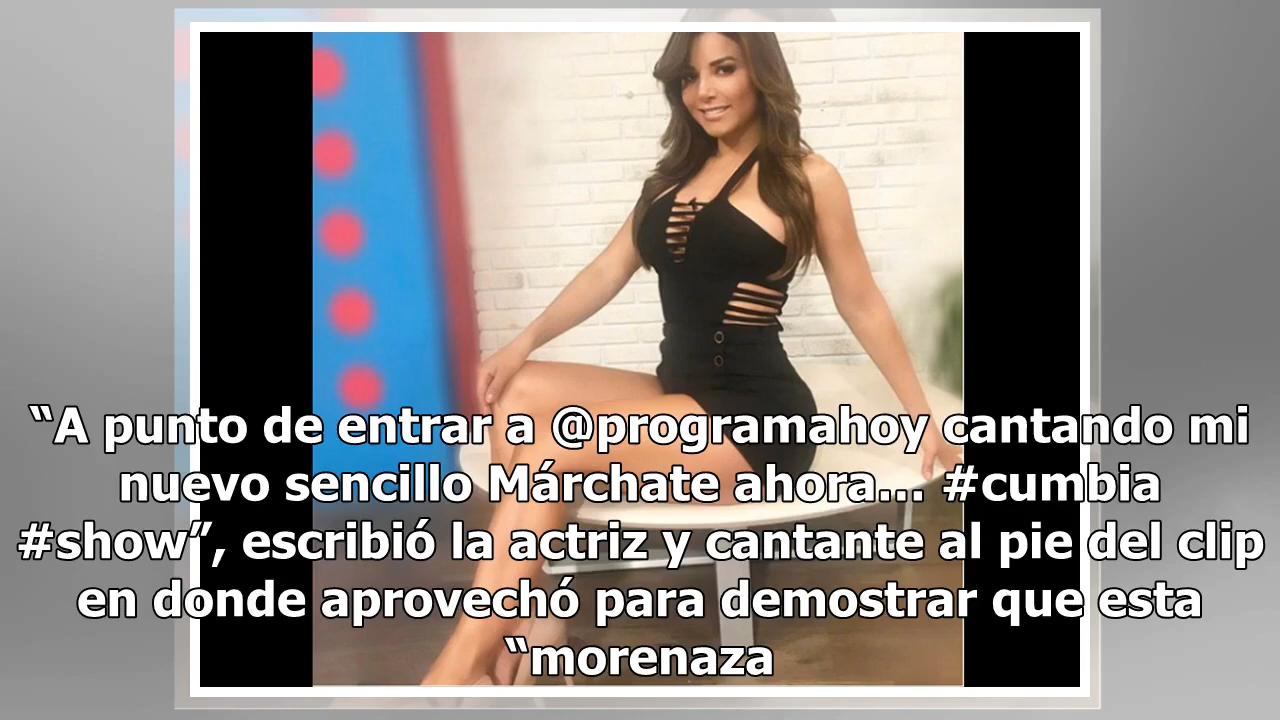 “A punto de entrar a @programahoy cantando mi
nuevo sencillo Márchate ahora... #cumbia
#show”, escribió la actriz y cantante al pie del clip
en donde aprovechó para demostrar que esta
“morenaza